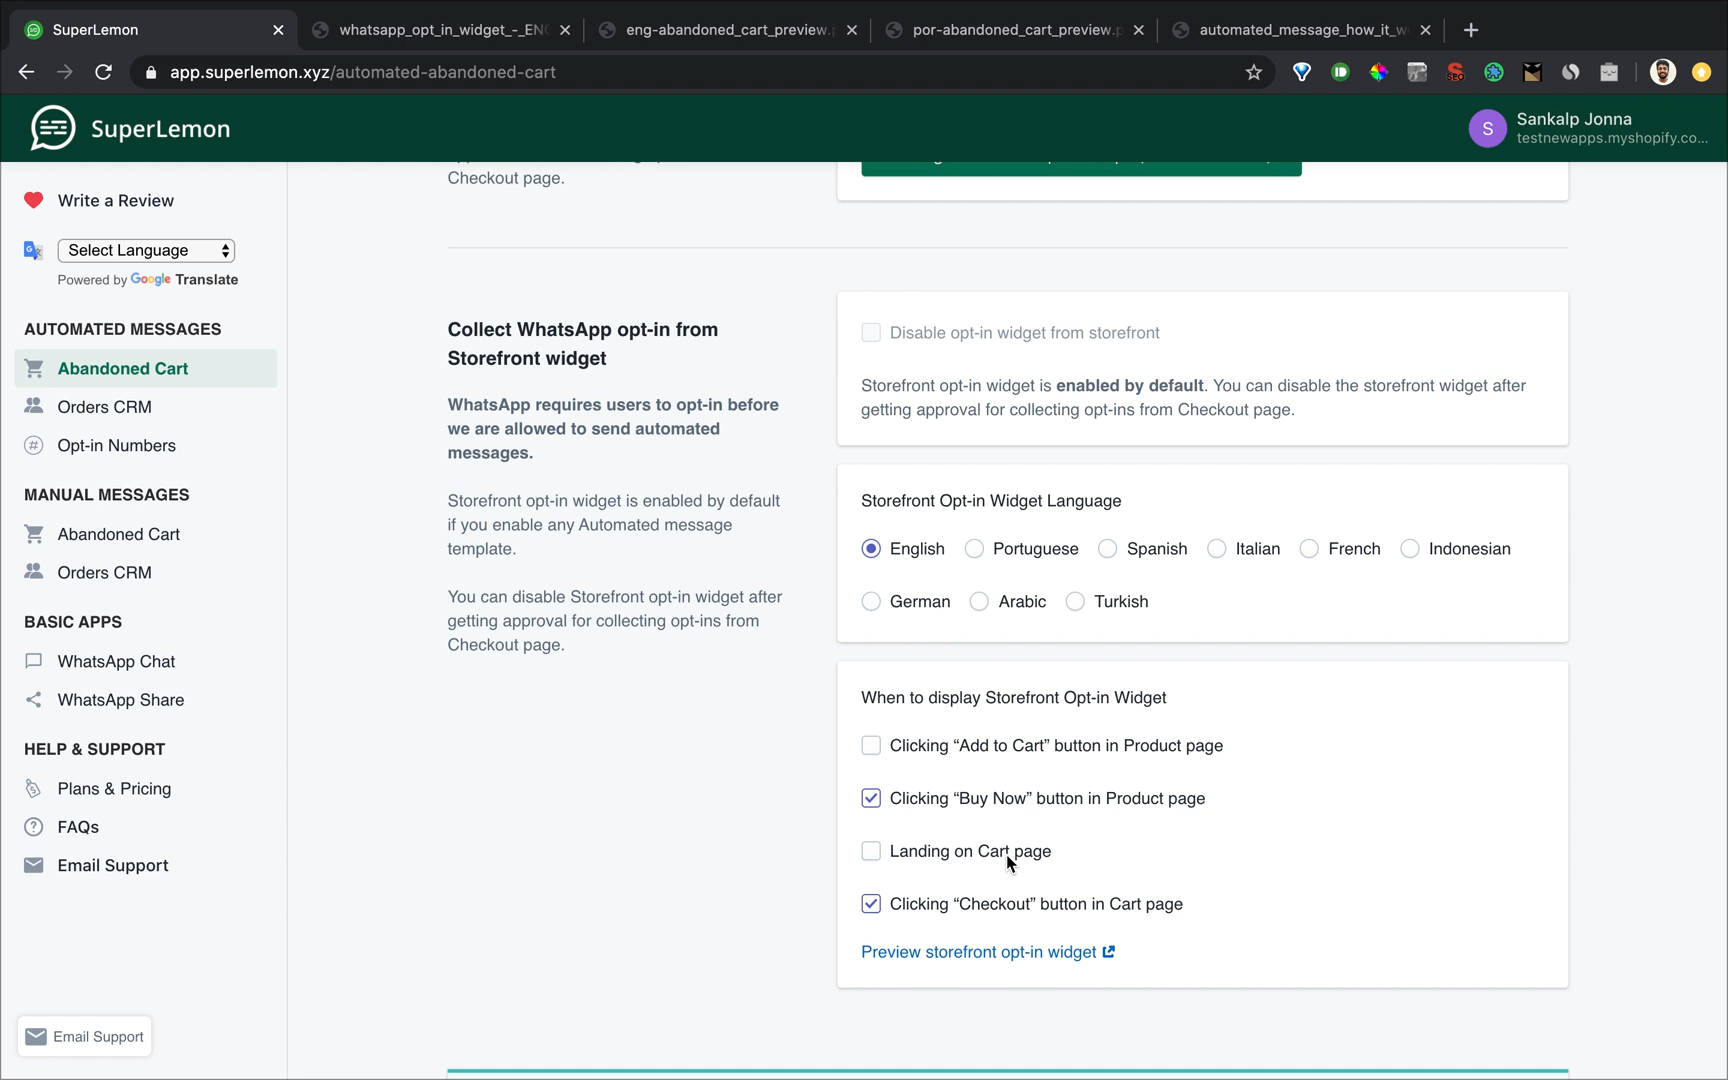 SuperLemon
whatsapp_opt_in_widget_-_EN
eng-abandoned_cart_preview.
por-abandoned_cart_preview.p
automated_message_how_it_w
app.superlemon.xyz/automated-abandoned-cart
SEO
SuperLemon
S
Sankalp Jonna
testnewapps.myshopify.co...
Write a Review
Select Language
Powered by Google Translate
AUTOMATED MESSAGES
Abandoned Cart
Orders CRM
Opt-in Numbers
MANUAL MESSAGES
Abandoned Cart
Orders CRM
BASIC APPS
WhatsApp Chat
WhatsApp Share
HELP & SUPPORT
Plans & Pricing
FAQs
Email Support
Email Support
Checkout page.
Collect WhatsApp opt-in from
Storefront widget
WhatsApp requires users to opt-in before
we are allowed to send automated
messages.
Storefront opt-in widget is enabled by default
if you enable any Automated message
template.
You can disable Storefront opt-in widget after
getting approval for collecting opt-ins from
Checkout page.
Disable opt-in widget from storefront
Storefront opt-in widget is enabled by default. You can disable the storefront widget after
getting approval for collecting opt-ins from Checkout page.
Storefront Opt-in Widget Language
English Portuguese Spanish Italian French Indonesian
German Arabic Turkish
When to display Storefront Opt-in Widget
Clicking “Add to Cart” button in Product page
Clicking “Buy Now” button in Product page
Landing on Cart page
Clicking “Checkout” button in Cart page
Preview storefront opt-in widget